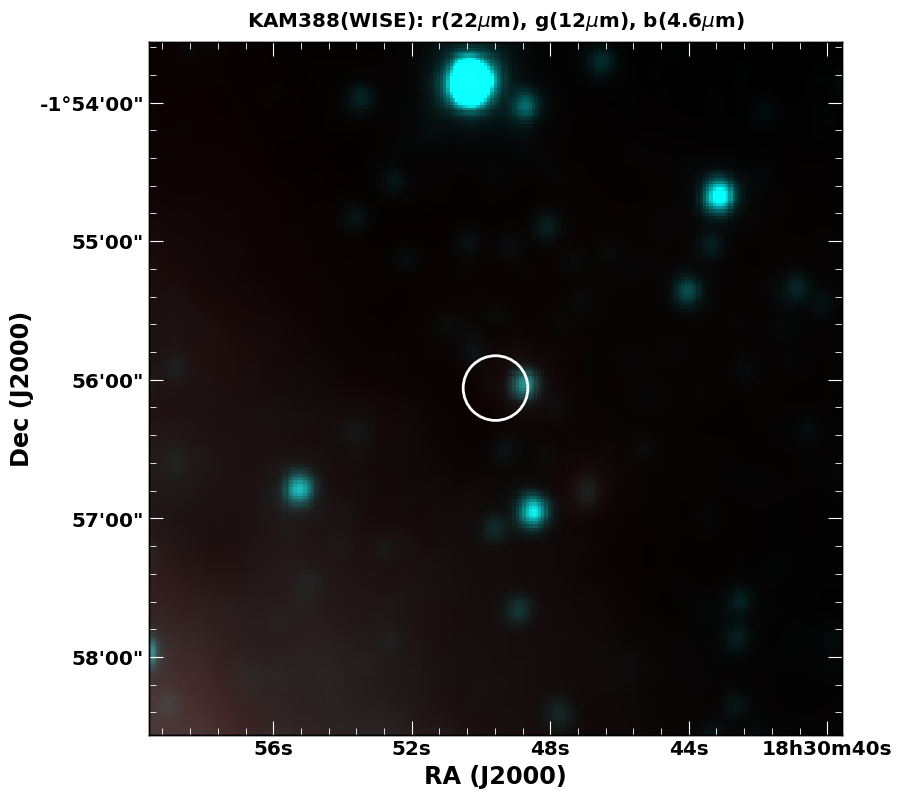 KAM388(WISE): r(22μm), g(12μm), b(4.6μm)
-1°54'00"
55'00"
56'00"
57'00"
58'00"
Dec (J2000)
56s 52s 48s 44s 18h30m40s
RA (J2000)